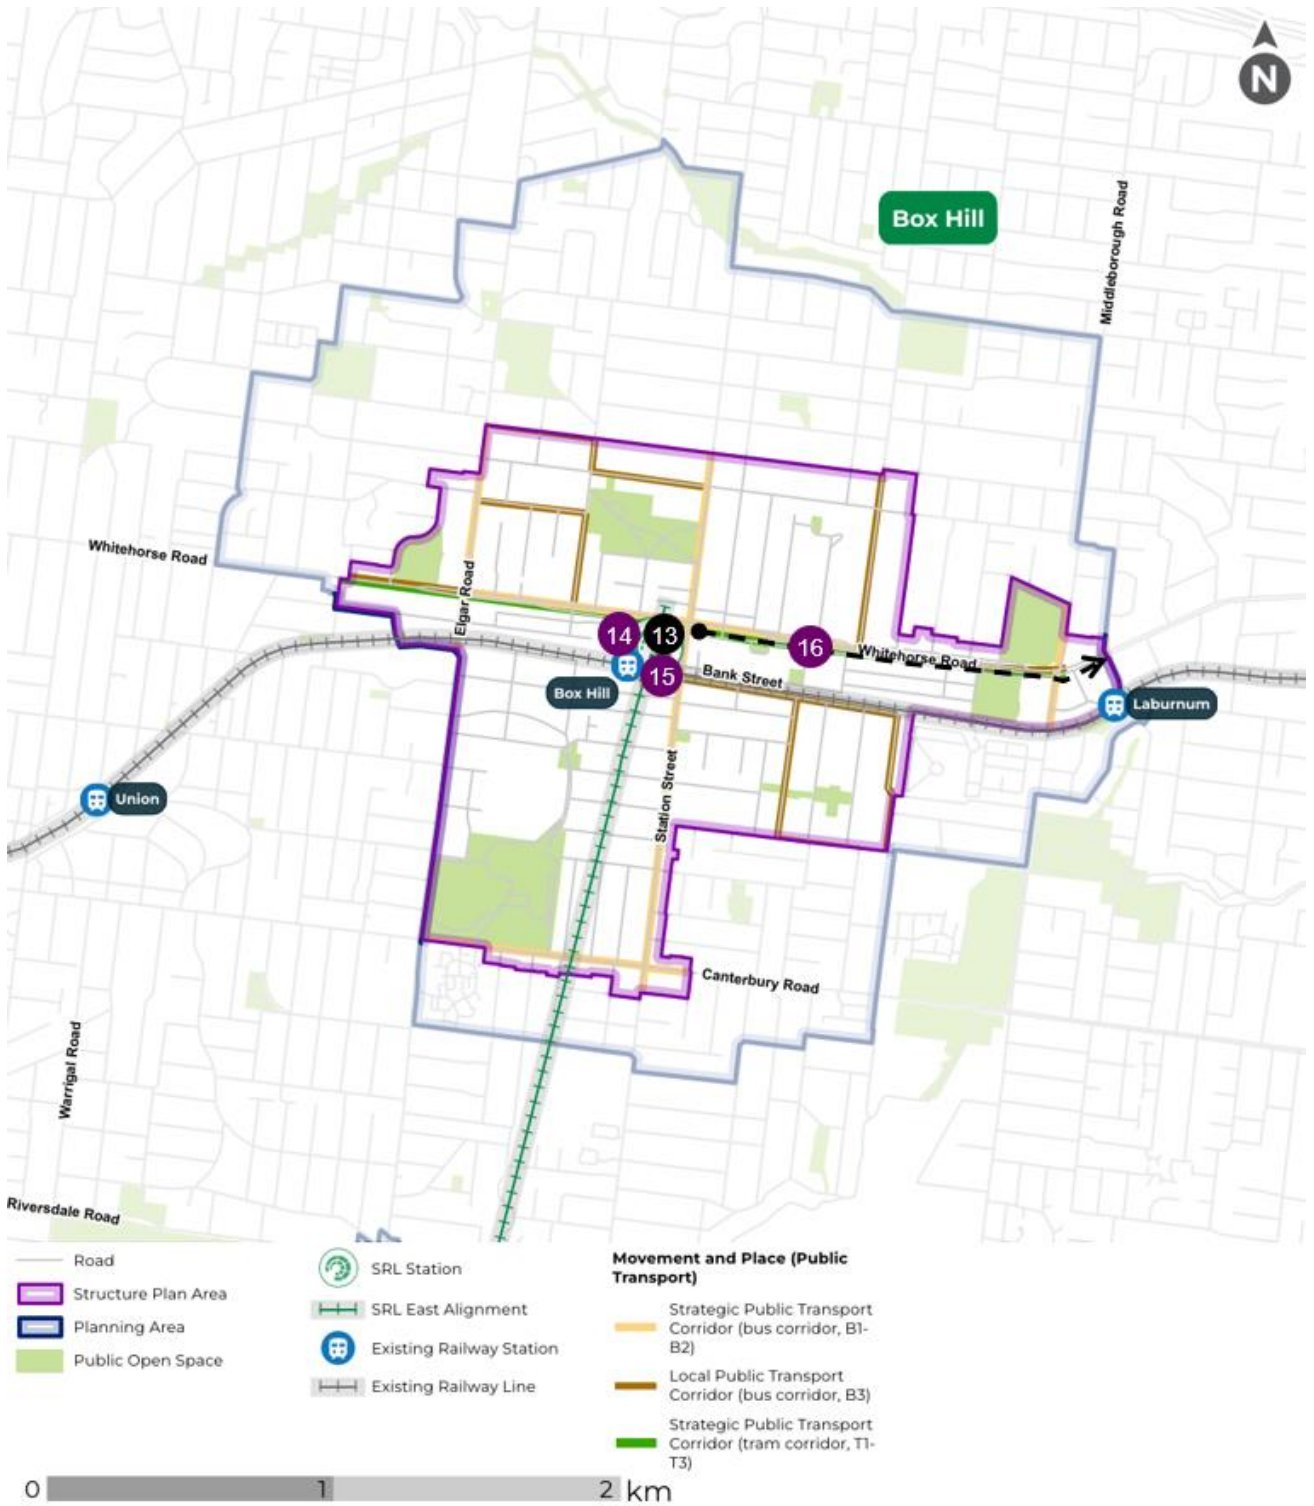 N
Box Hill
Middleborough Road
Whitehorse Road
Elgar Road
14
13
16
Whitehorse Road
15
Bank Street
Box Hill
Laburnum
Union
Station Street
Canterbury Road
Warrigal Road
Riversdale Road
Road
Structure Plan Area
Planning Area
Public Open Space
SRL Station
SRL East Alignment
Existing Railway Station
Existing Railway Line
Movement and Place (Public
Transport)
Strategic Public Transport
Corridor (bus corridor, B1-
B2)
Local Public Transport
Corridor (bus corridor, B3)
Strategic Public Transport
Corridor (tram corridor, T1-
T3)
0 1 2 km